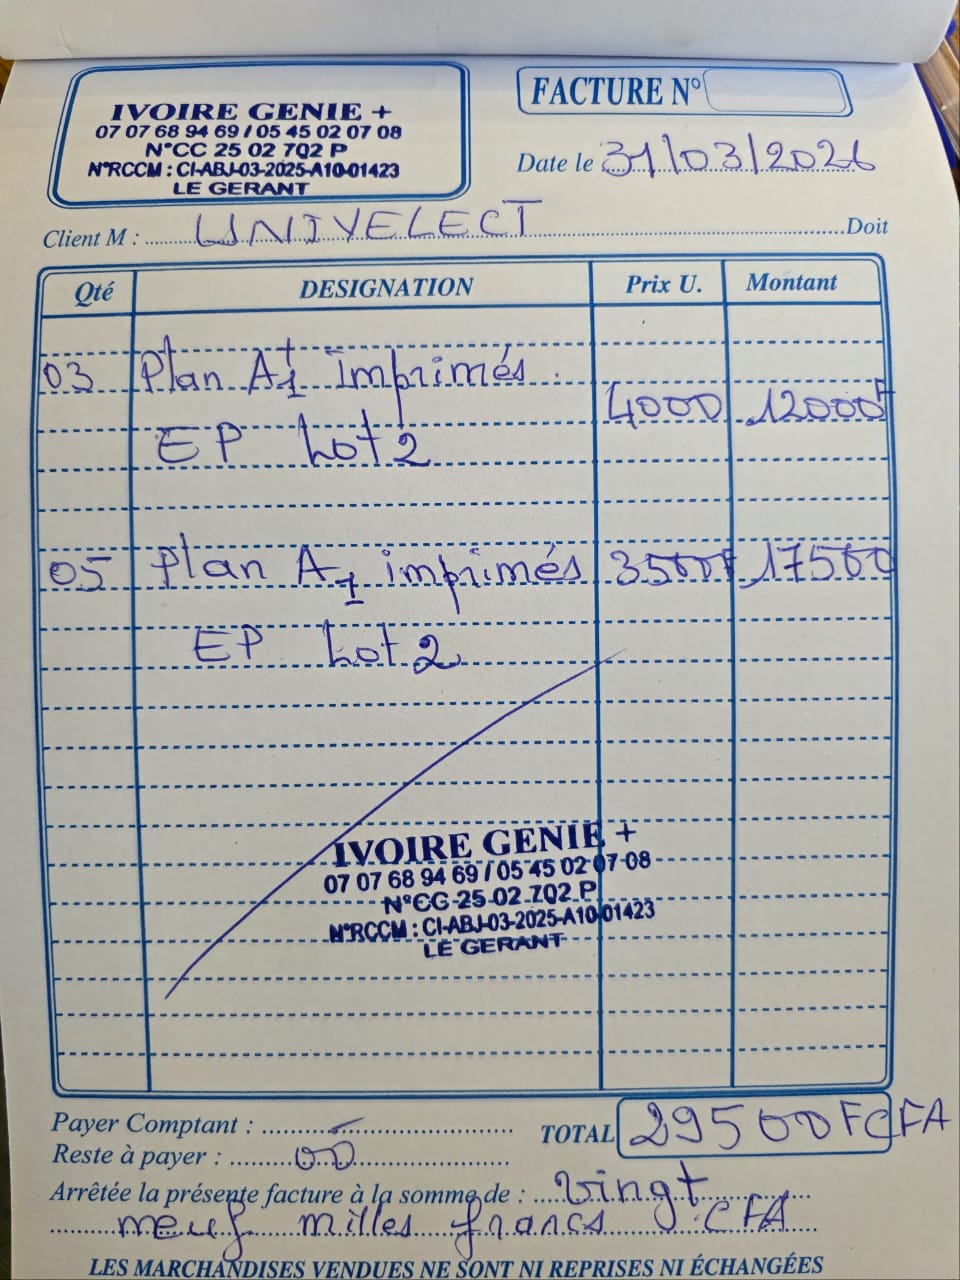 IVOIRE GENIE +
07 07 68 94 69 / 05 45 02 07 08
N°CC 25 02 702 P
N°RCCM : CI-ABJ-03-2025-A10-01423
LE GERANT
FACTURE N°
Date le 31/03/2026
Client M : UNIVELECT Doit
Qté DESIGNATION Prix U. Montant
03 Plan A1+ imprimés 4000 12000F
EP Lot 2
05 Plan A1 imprimés 3500F 17500
EP Lot 2
IVOIRE GENIE +
07 07 68 94 69 / 05 45 02 07 08
N°CC 25 02 702 P
N°RCCM : CI-ABJ-03-2025-A10-01423
LE GERANT
Payer Comptant :
TOTAL 29500 FCFA
Reste à payer : 00
Arrêtée la présente facture à la somme de : vingt
neuf milles francs CFA
LES MARCHANDISES VENDUES NE SONT NI REPRISES NI ÉCHANGÉES